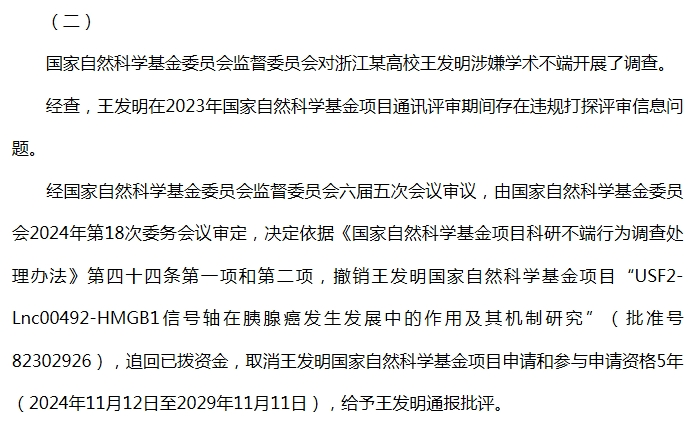 （二）
国家自然科学基金委员会监督委员会对浙江某高校王发明涉嫌学术不端开展了调查。
经查，王发明在2023年国家自然科学基金项目通讯评审期间存在违规打探评审信息问
题。
经国家自然科学基金委员会监督委员会六届五次会议审议，由国家自然科学基金委员
会2024年第18次委务会议审定，决定依据《国家自然科学基金项目科研不端行为调查处
理办法》第四十四条第一项和第二项，撤销王发明国家自然科学基金项目“USF2-
Lnc00492-HMGB1信号轴在胰腺癌发生发展中的作用及其机制研究”（批准号
82302926），追回已拨资金，取消王发明国家自然科学基金项目申请和参与申请资格5年
（2024年11月12日至2029年11月11日），给予王发明通报批评。